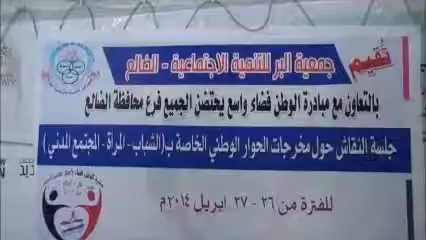 تقيم
جمعية البر للتنمية الاجتماعية - الضالع
بالتعاون مع مبادرة الوطن فضاء واسع يحتضن الجميع فرع محافظة الضالع
جلسة النقاش حول مخرجات الحوار الوطني الخاصة بـ (الشباب - المرأة - المجتمع المدني)
للفترة من ٢٦ - ٢٧ ابريل ٢٠١٤م